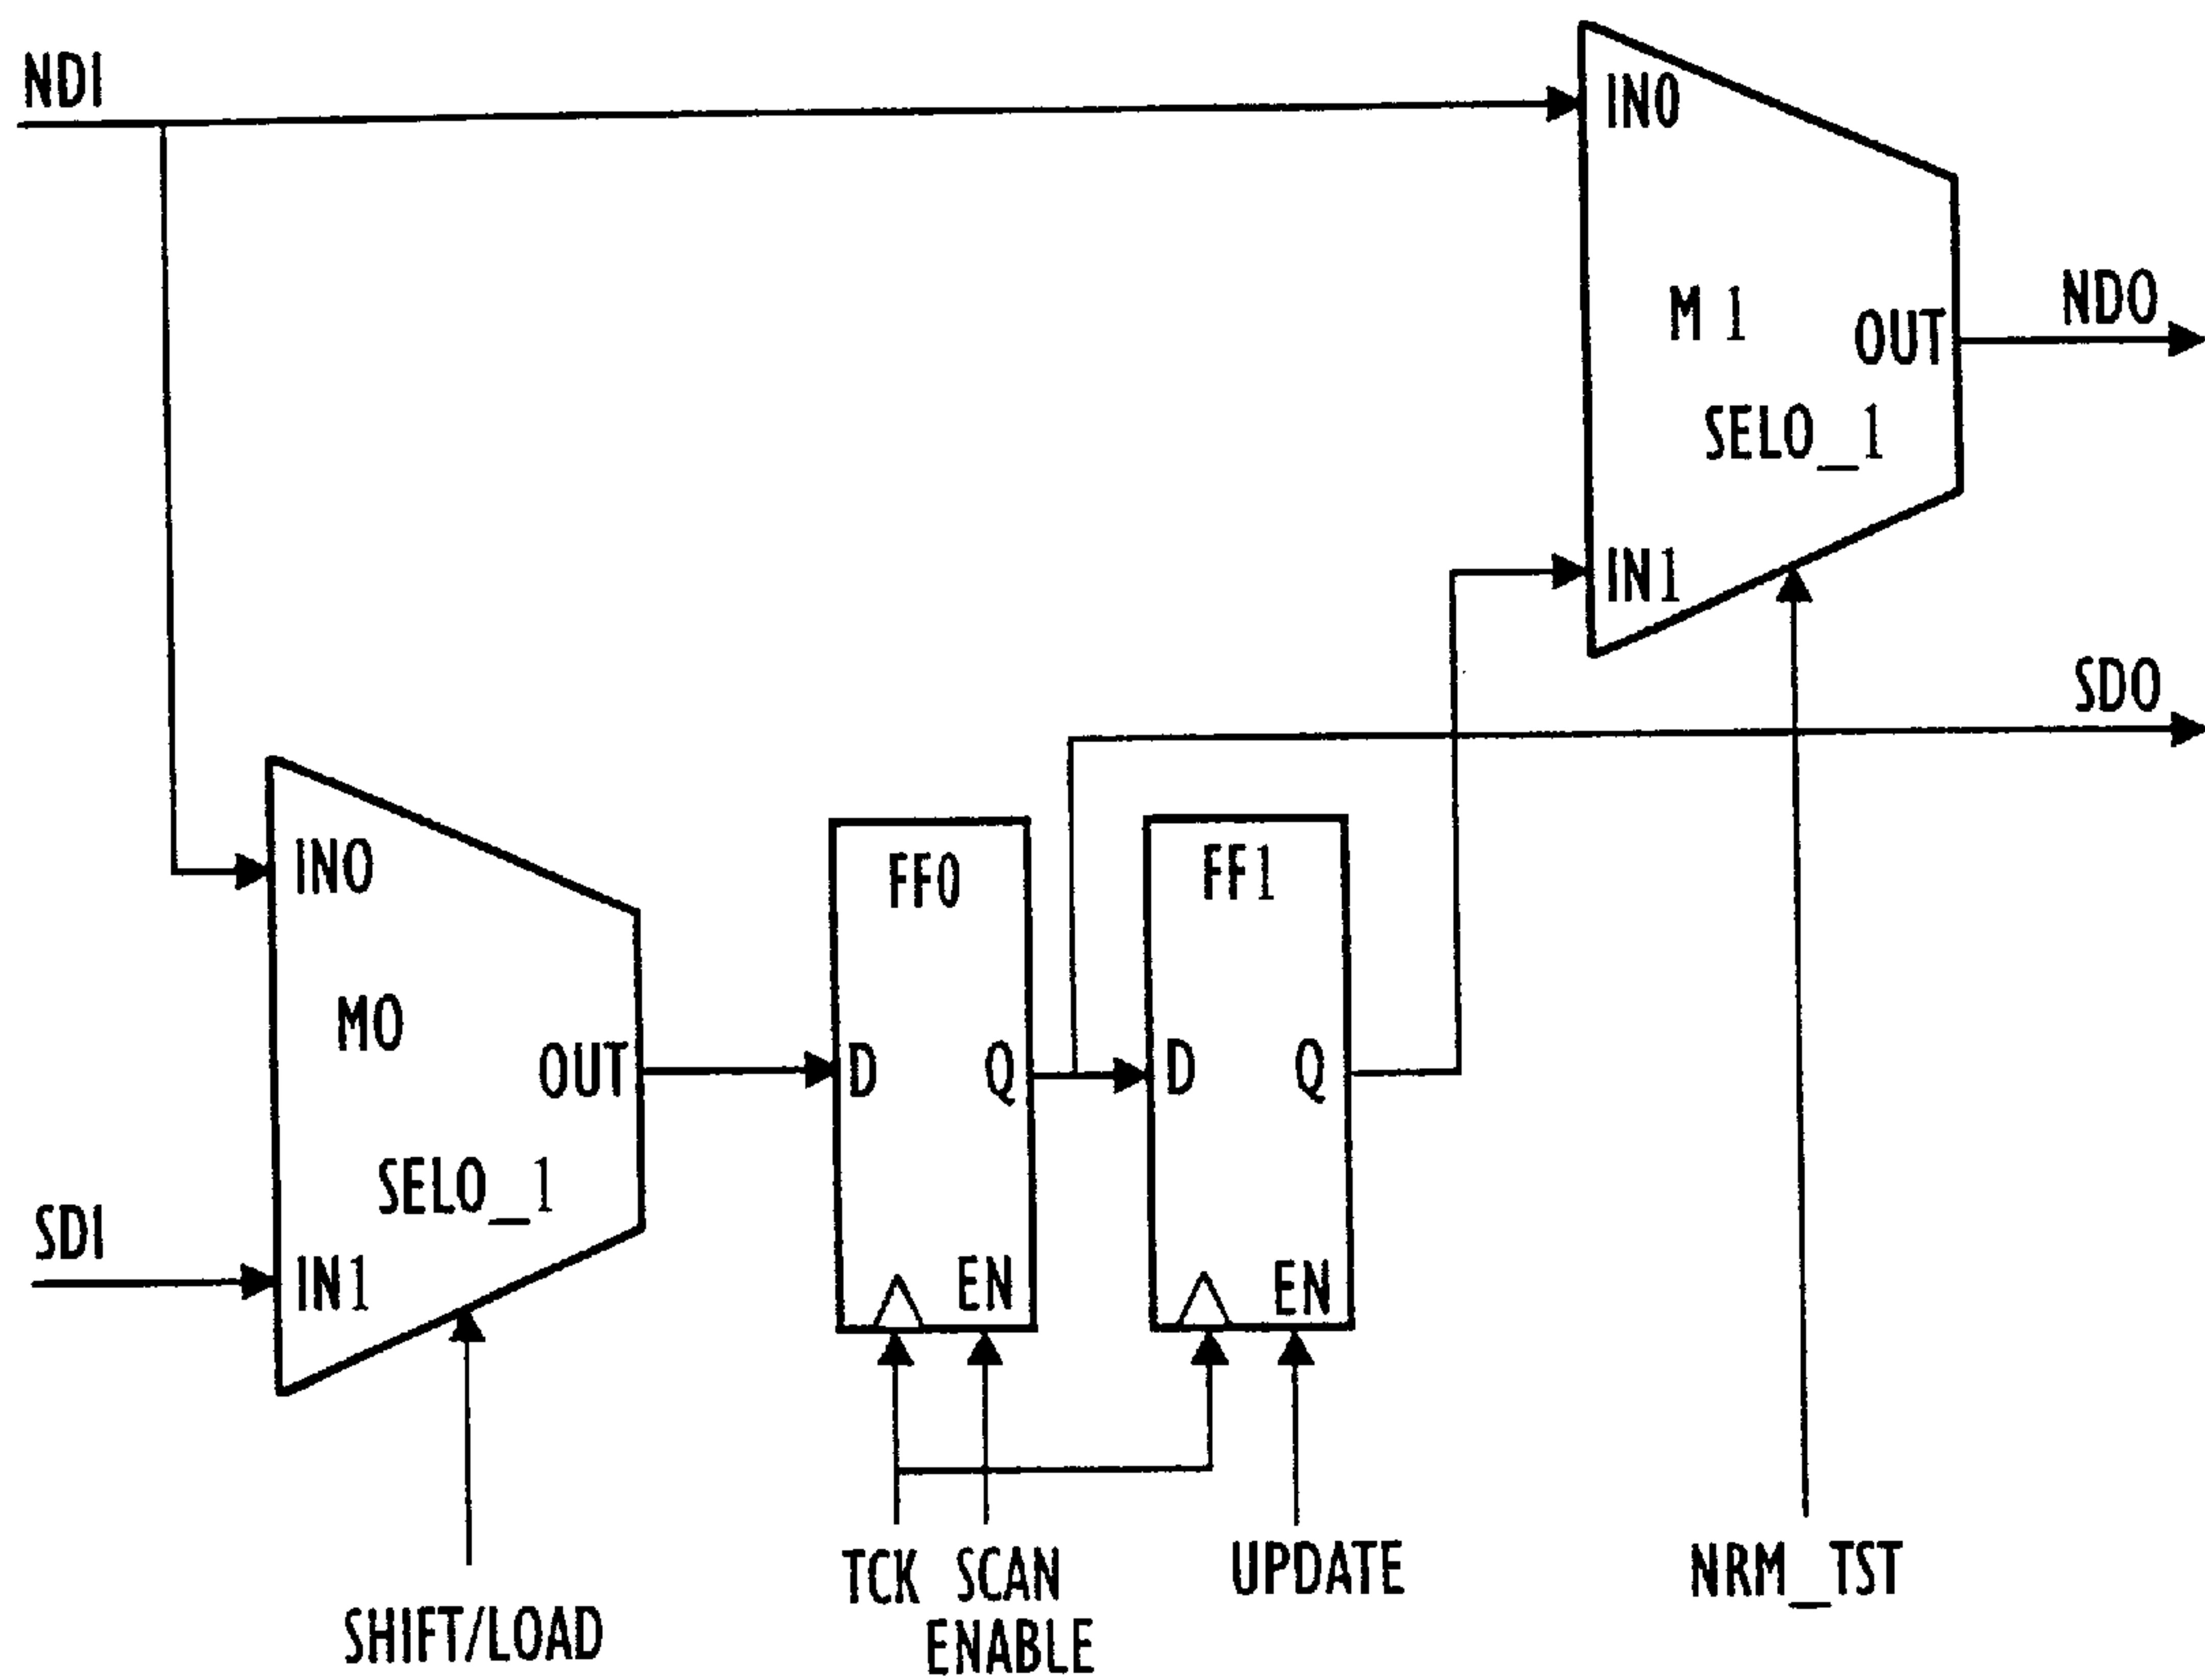 NDI
IN0
M 1
NDO
OUT
SEL0_1
IN1
SDO
IN0
FF0
FF1
M0
OUT
D
Q
D
Q
SEL0_1
SDI
IN1
EN
EN
TCK
SCAN
ENABLE
UPDATE
NRM_TST
SHIFT/LOAD